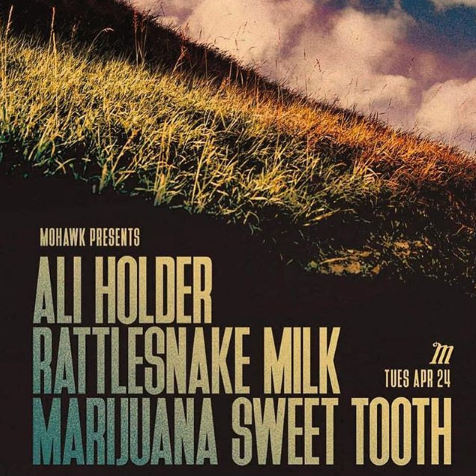 MOHAWK PRESENTS
ALI HOLDER
RATTLESNAKE MILK
MARIJUANA SWEET TOOTH
m
TUES APR 24